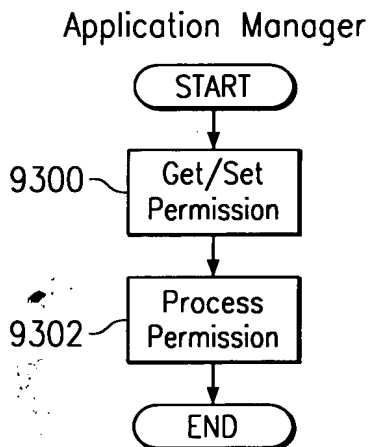 Application Manager
START
9300
Get/Set
Permission
9302
Process
Permission
END